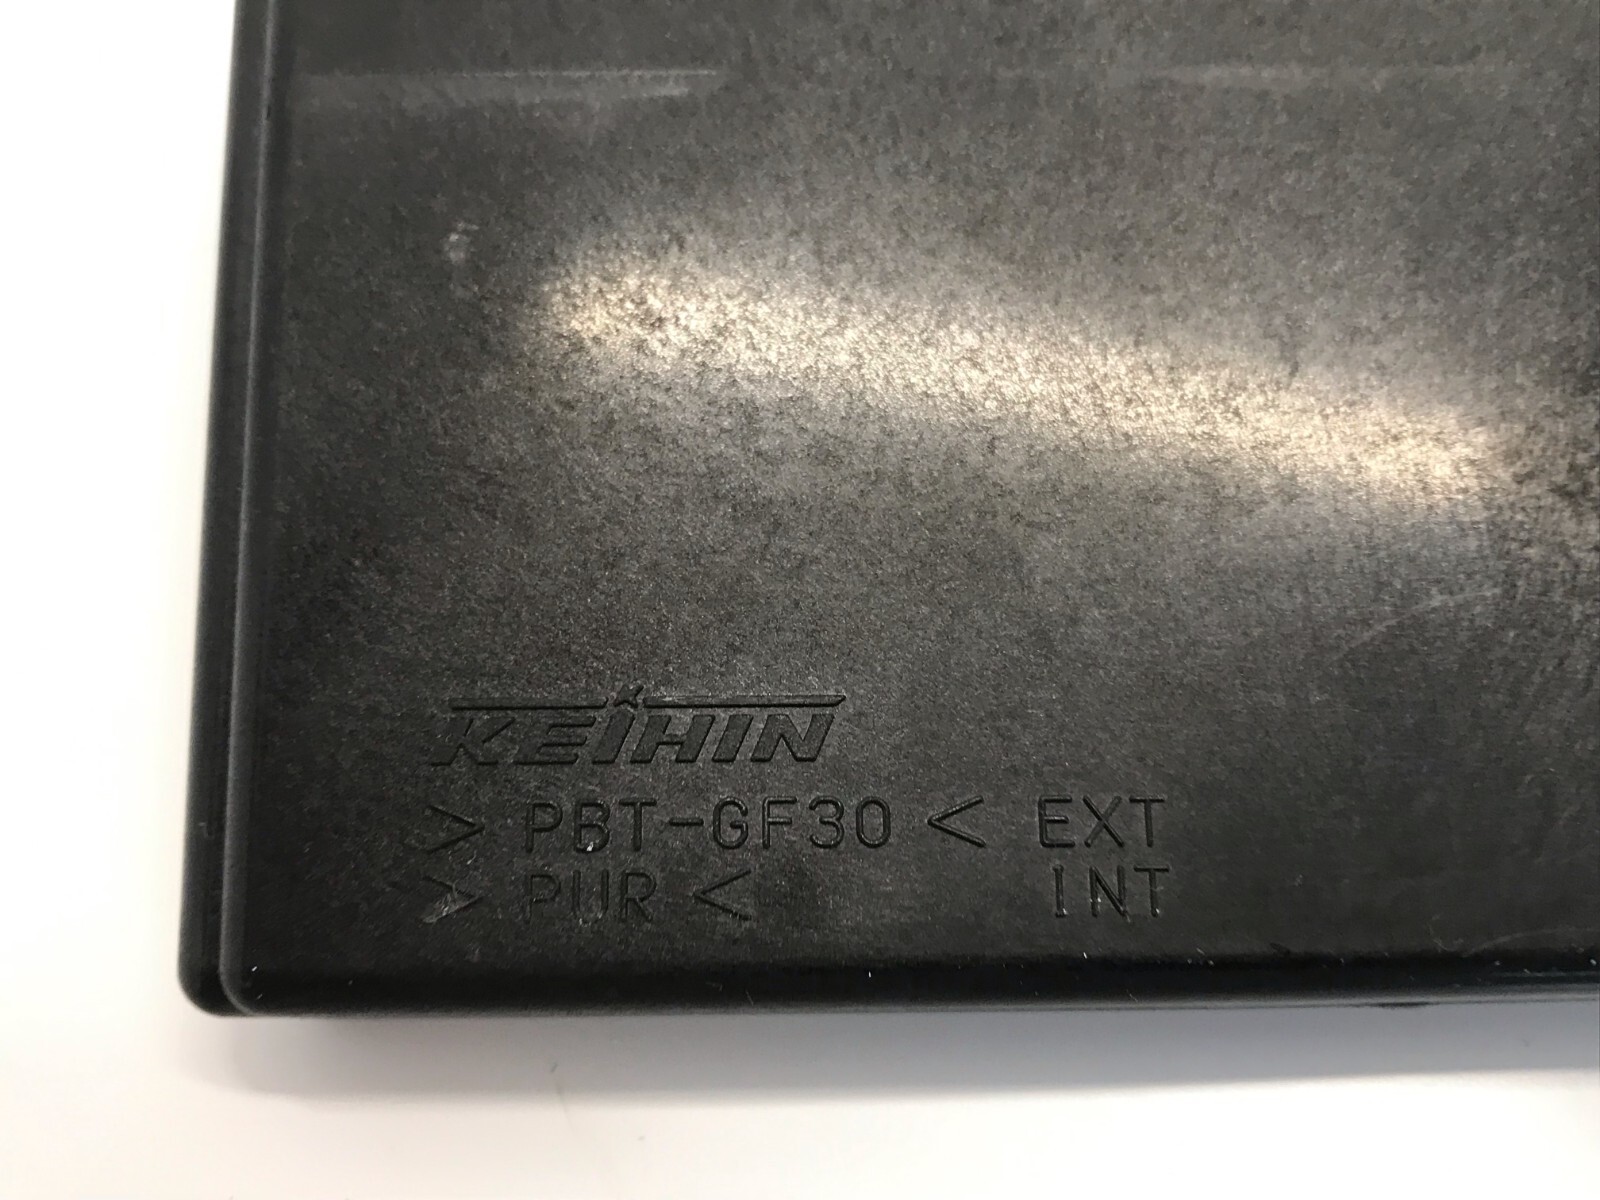 KEIHIN
> PBT-GF30 < EXT
> PUR < INT